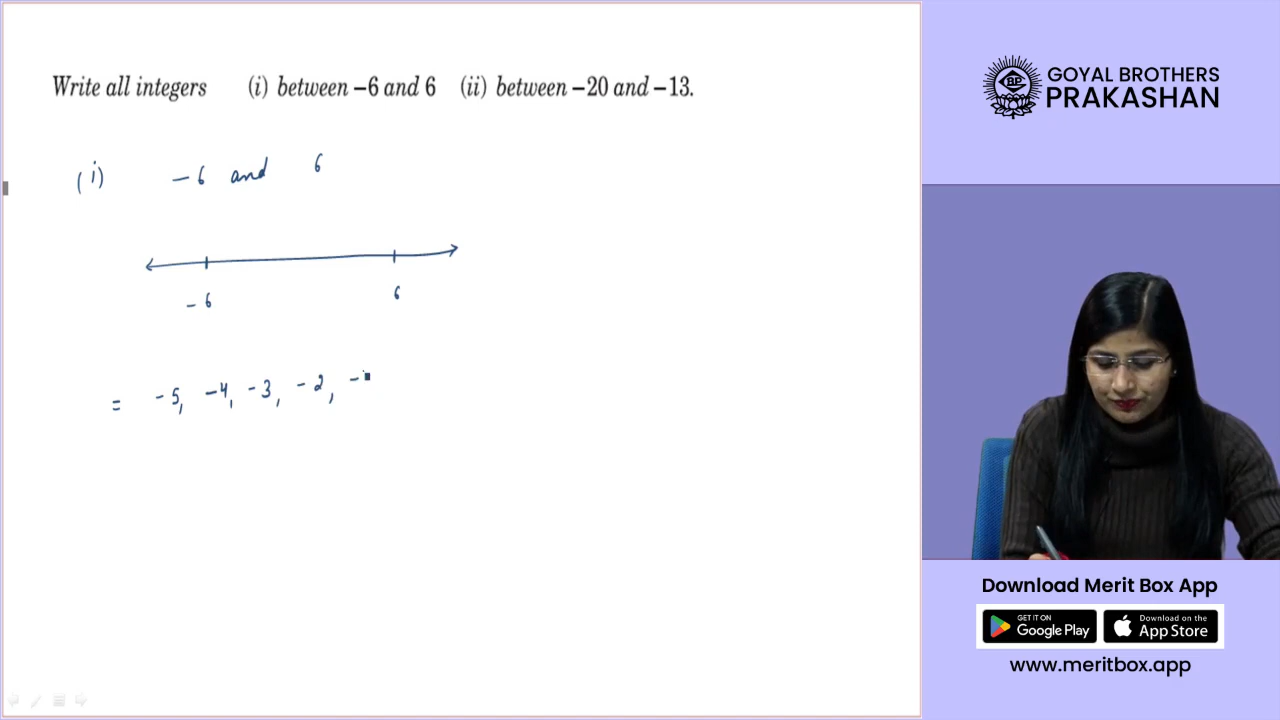 Write all integers (i) between –6 and 6 (ii) between –20 and –13.
(i) –6 and 6
–6 6
= -5, -4, -3, -2, -
GOYAL BROTHERS
PRAKASHAN
GBP
Download Merit Box App
GET IT ON
Google Play
Download on the
App Store
www.meritbox.app